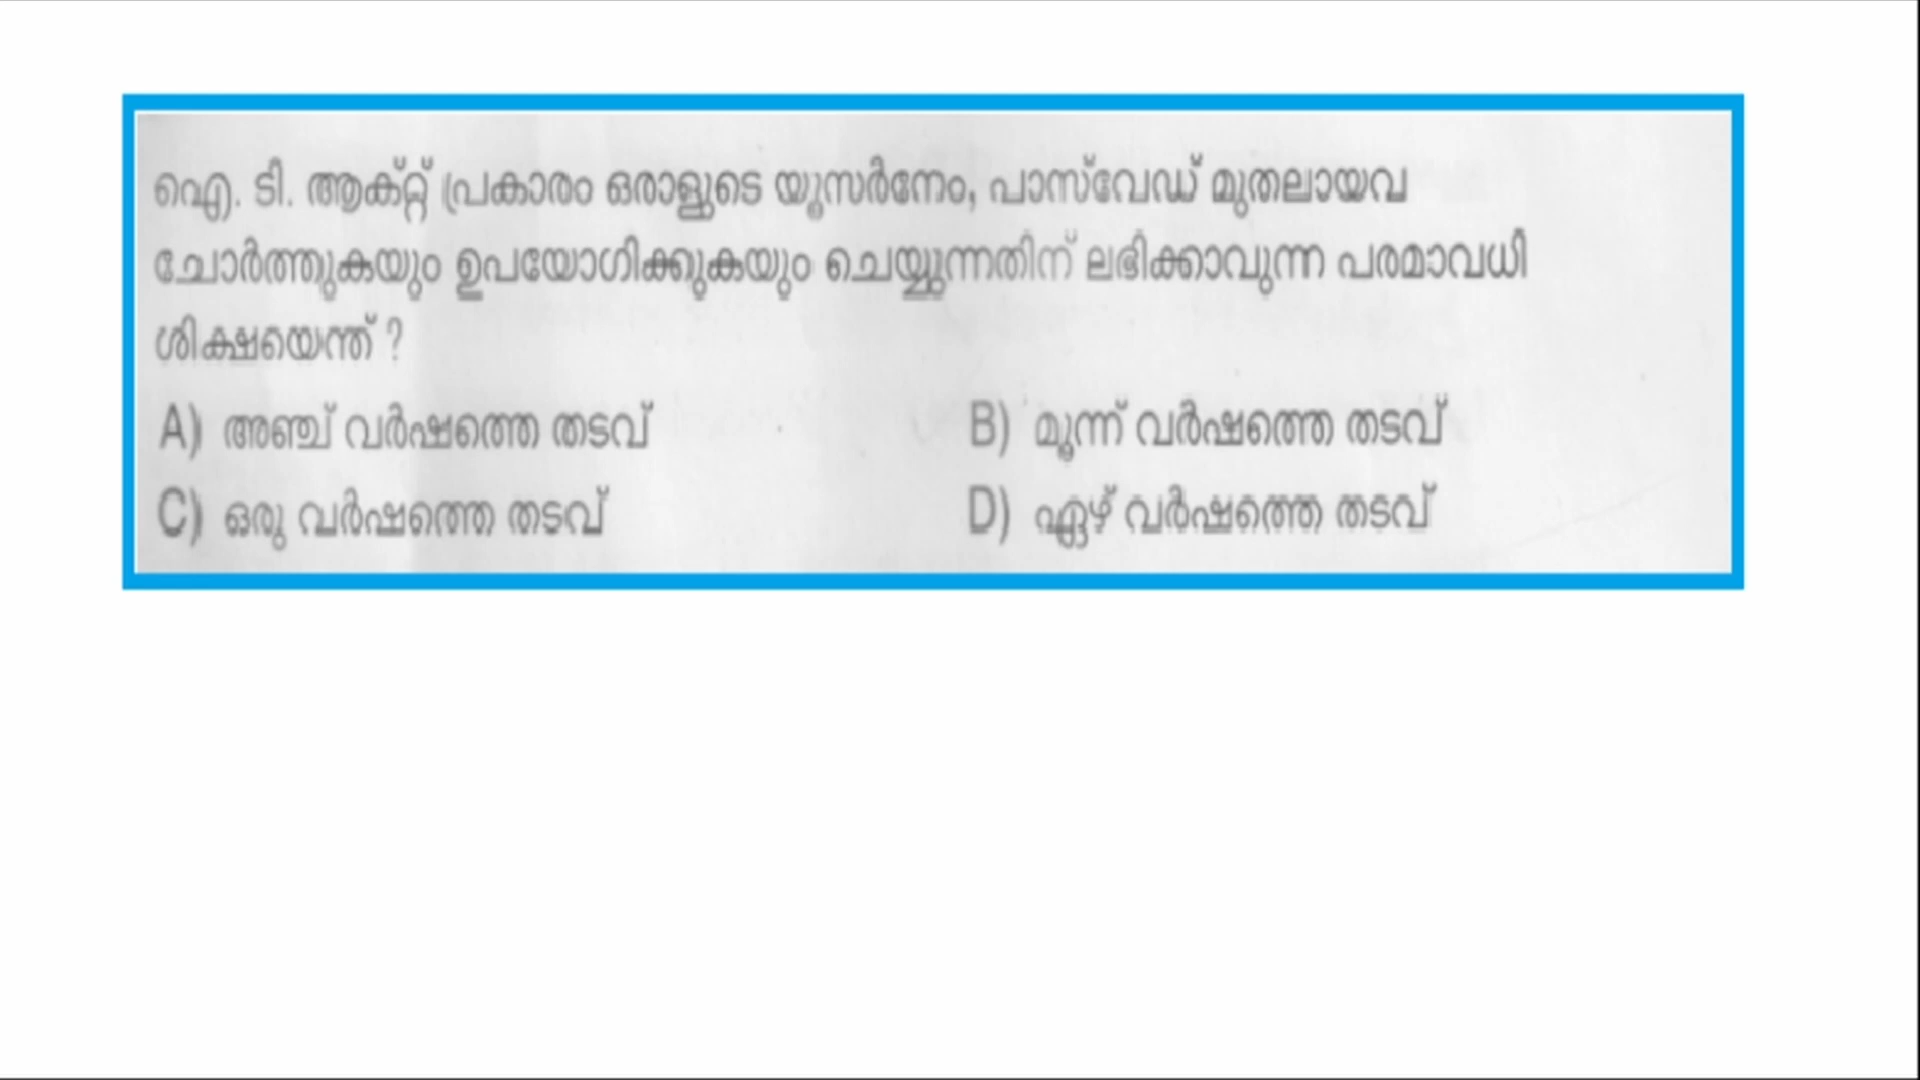 ഐ. ടി. ആക്റ്റ് പ്രകാരം ഒരാളുടെ യൂസർനേം, പാസ്‌വേഡ് മുതലായവ
ചോർത്തുകയും ഉപയോഗിക്കുകയും ചെയ്യുന്നതിന് ലഭിക്കാവുന്ന പരമാവധി
ശിക്ഷയെന്ത് ?
A) അഞ്ച് വർഷത്തെ തടവ് B) മൂന്ന് വർഷത്തെ തടവ്
C) ഒരു വർഷത്തെ തടവ് D) ഏഴ് വർഷത്തെ തടവ്